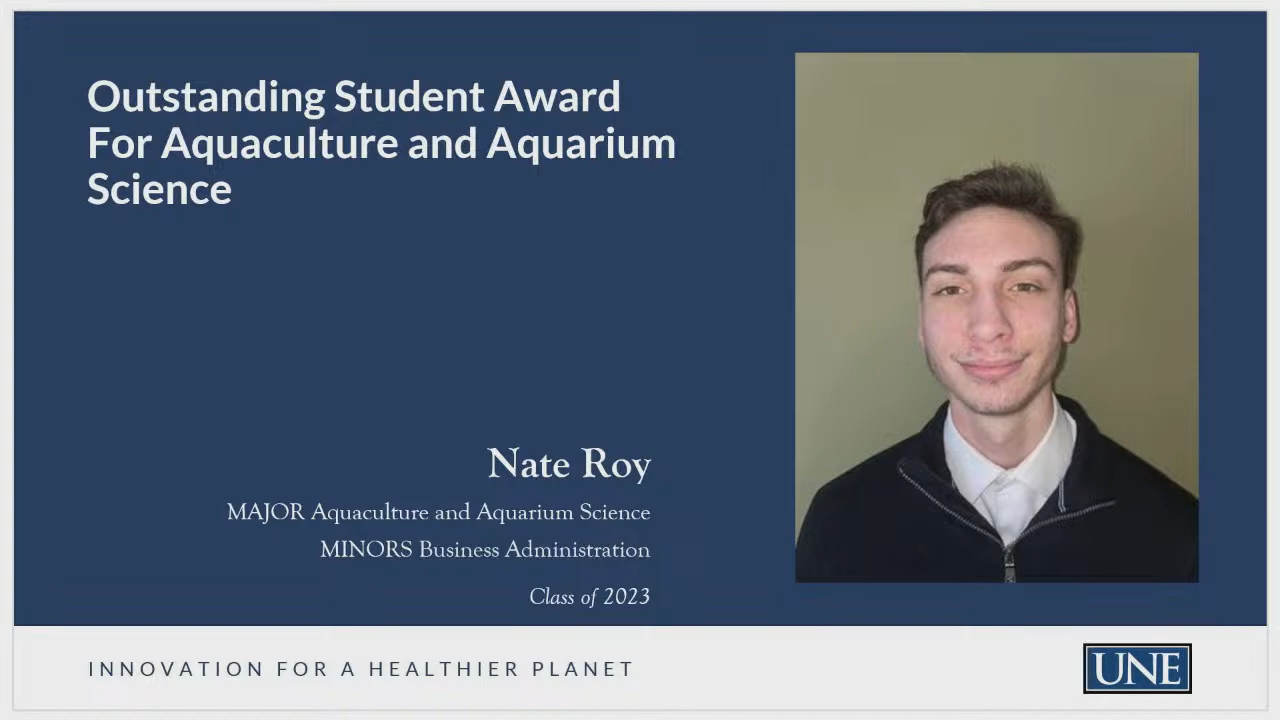 Outstanding Student Award
For Aquaculture and Aquarium
Science
Nate Roy
MAJOR Aquaculture and Aquarium Science
MINORS Business Administration
Class of 2023
INNOVATION FOR A HEALTHIER PLANET
UNE